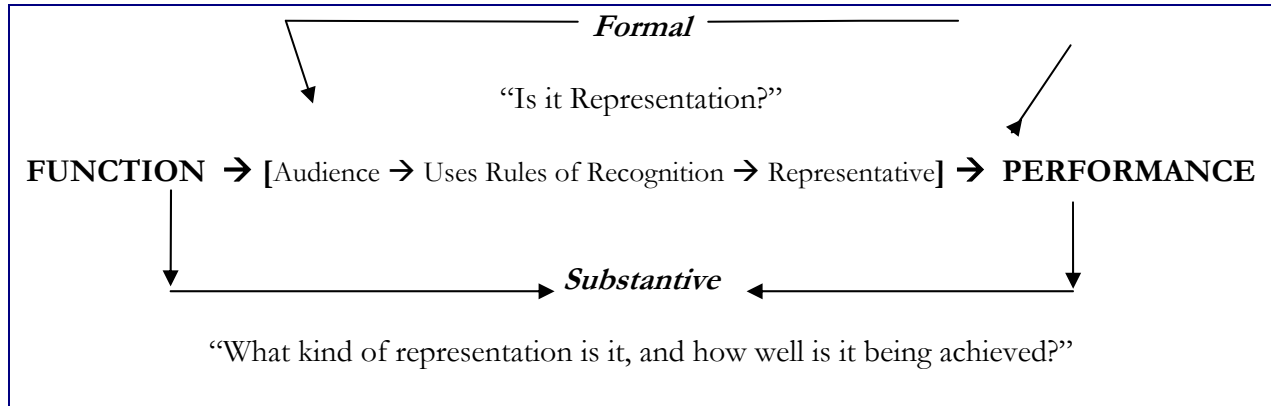 Formal
“Is it Representation?”
FUNCTION → [Audience → Uses Rules of Recognition → Representative] → PERFORMANCE
Substantive
“What kind of representation is it, and how well is it being achieved?”